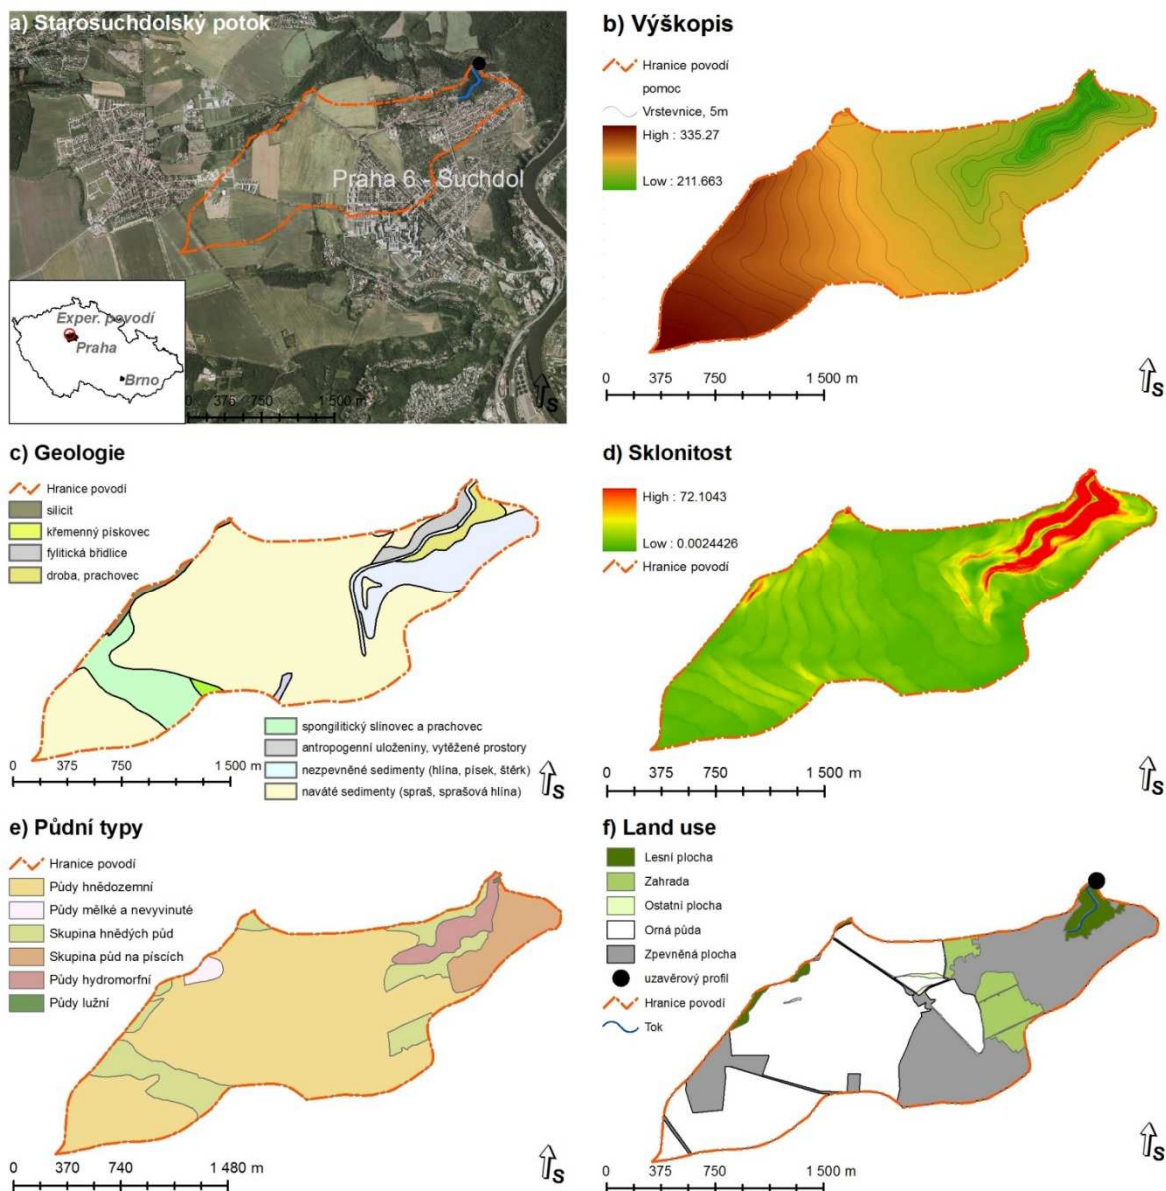 a) Starosuchdolský potok
Praha 6 - Suchdol
Exper. povodí
Praha
Brno
0 375 750 1 500 m
S
b) Výškopis
Hranice povodí
pomoc
Vrstevnice, 5m
High : 335.27
Low : 211.663
0 375 750 1 500 m
S
c) Geologie
Hranice povodí
silicit
křemenný pískovec
fylitická břidlice
droba, prachovec
spongilitický slínovec a prachovec
antropogenní uloženiny, vytěžené prostory
nezpevněné sedimenty (hlína, písek, štěrk)
naváté sedimenty (spraš, sprašová hlína)
0 375 750 1 500 m
S
d) Sklonitost
High : 72.1043
Low : 0.0024426
Hranice povodí
0 375 750 1 500 m
S
e) Půdní typy
Hranice povodí
Půdy hnědozemní
Půdy mělké a nevyvinuté
Skupina hnědých půd
Skupina půd na píscích
Půdy hydromorfní
Půdy lužní
0 370 740 1 480 m
S
f) Land use
Lesní plocha
Zahrada
Ostatní plocha
Orná půda
Zpevněná plocha
uzavěrový profil
Hranice povodí
Tok
0 375 750 1 500 m
S